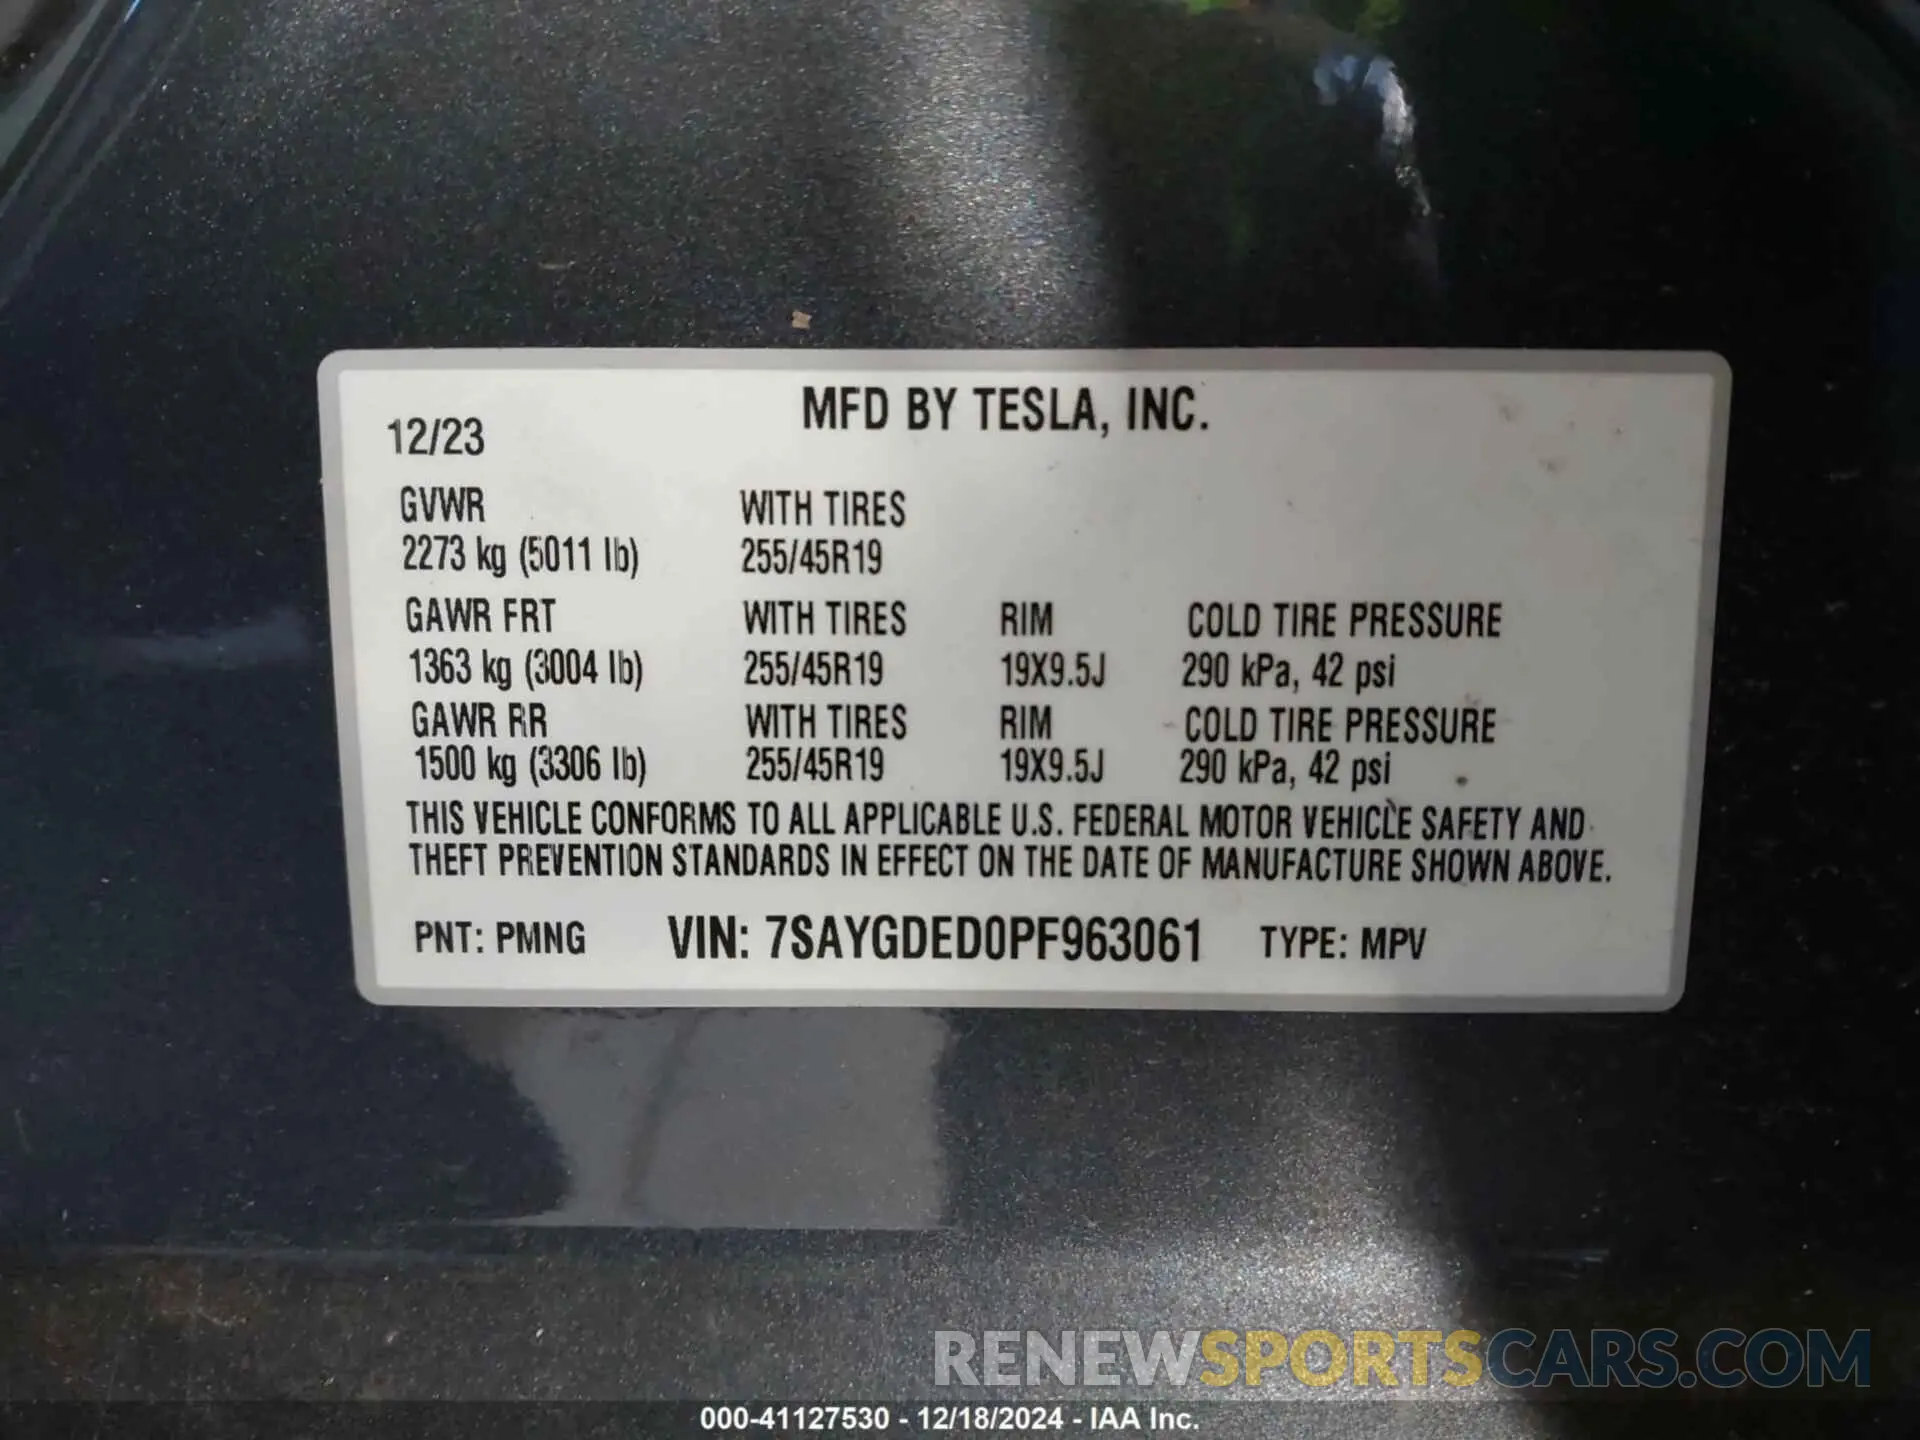 MFD BY TESLA, INC.
12/23
GVWR WITH TIRES
2273 kg (5011 lb) 255/45R19
GAWR FRT WITH TIRES RIM COLD TIRE PRESSURE
1363 kg (3004 lb) 255/45R19 19X9.5J 290 kPa, 42 psi
GAWR RR WITH TIRES RIM COLD TIRE PRESSURE
1500 kg (3306 lb) 255/45R19 19X9.5J 290 kPa, 42 psi
THIS VEHICLE CONFORMS TO ALL APPLICABLE U.S. FEDERAL MOTOR VEHICLE SAFETY AND
THEFT PREVENTION STANDARDS IN EFFECT ON THE DATE OF MANUFACTURE SHOWN ABOVE.
PNT: PMNG VIN: 7SAYGDED0PF963061 TYPE: MPV
RENEWSPORTSCARS.COM
000-41127530 - 12/18/2024 - IAA Inc.